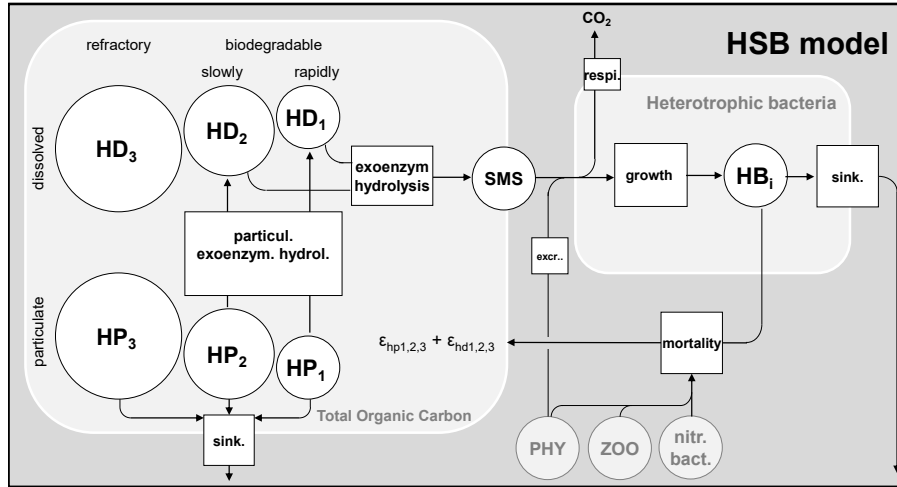 CO₂
HSB model
refractory
biodegradable
slowly
rapidly
respi.
Heterotrophic bacteria
dissolved
HD₃
HD₂
HD₁
exoenzym
hydrolysis
SMS
growth
HBᵢ
sink.
particul.
exoenzym. hydrol.
excr..
particulate
HP₃
HP₂
HP₁
εhp1,2,3 + εhd1,2,3
mortality
Total Organic Carbon
sink.
PHY
ZOO
nitr.
bact.